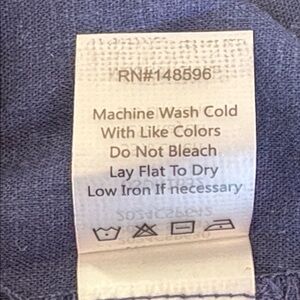 RN#148596
Machine Wash Cold
With Like Colors
Do Not Bleach
Lay Flat To Dry
Low Iron If necessary